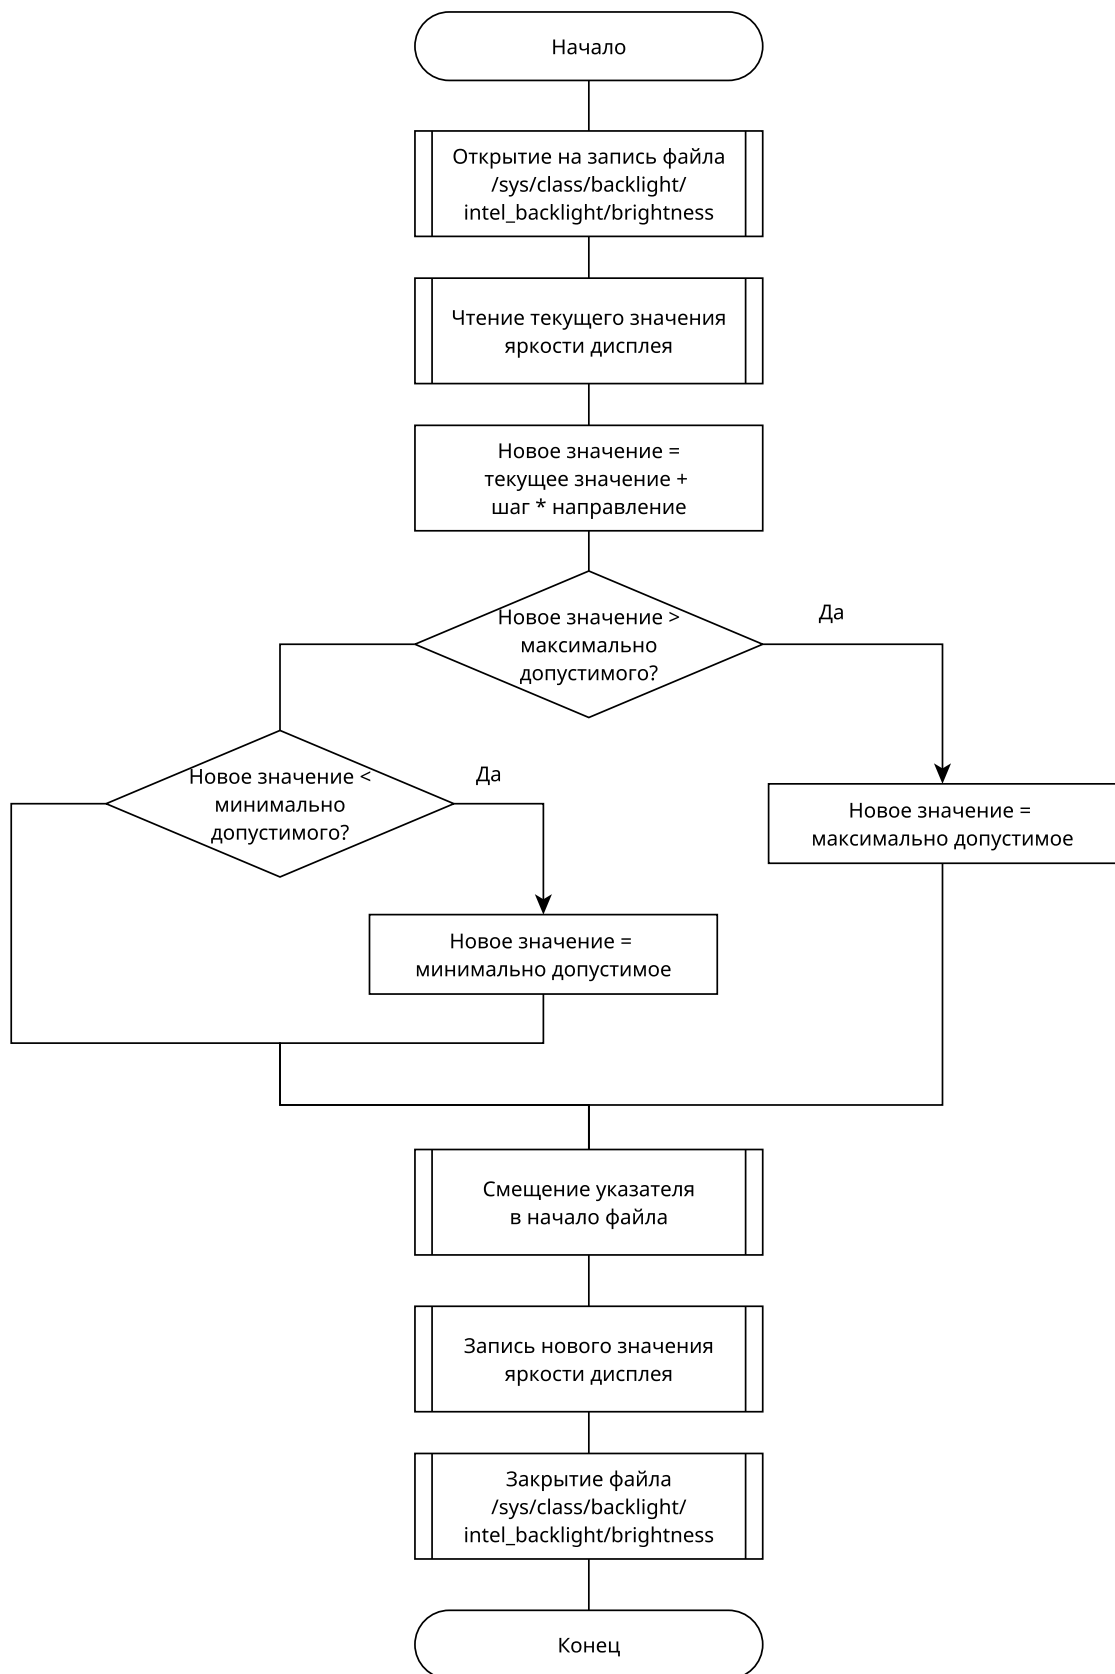 Начало
Открытие на запись файла
/sys/class/backlight/
intel_backlight/brightness
Чтение текущего значения
яркости дисплея
Новое значение =
текущее значение +
шаг * направление
Новое значение >
максимально
допустимого?
Да
Новое значение <
минимально
допустимого?
Да
Новое значение =
максимально допустимое
Новое значение =
минимально допустимое
Смещение указателя
в начало файла
Запись нового значения
яркости дисплея
Закрытие файла
/sys/class/backlight/
intel_backlight/brightness
Конец